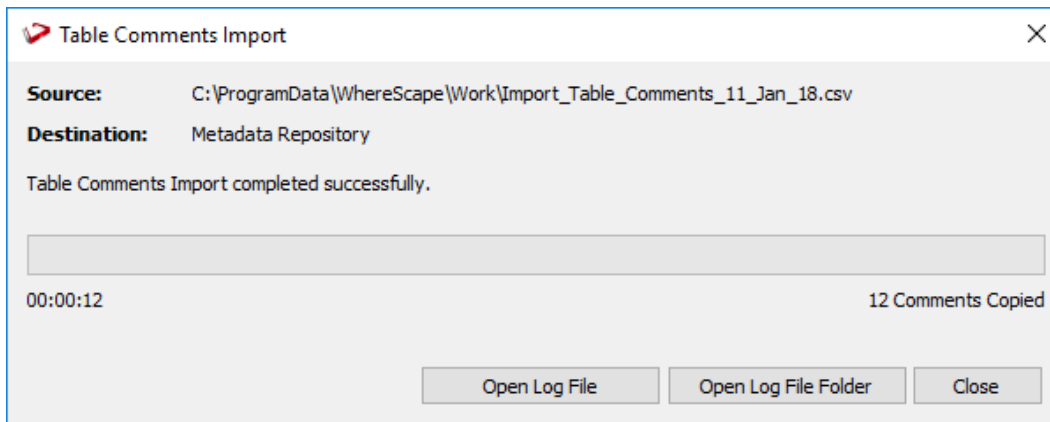 Table Comments Import
Source: C:\ProgramData\WhereScape\Work\Import_Table_Comments_11_Jan_18.csv
Destination: Metadata Repository
Table Comments Import completed successfully.
00:00:12 12 Comments Copied
Open Log File Open Log File Folder Close